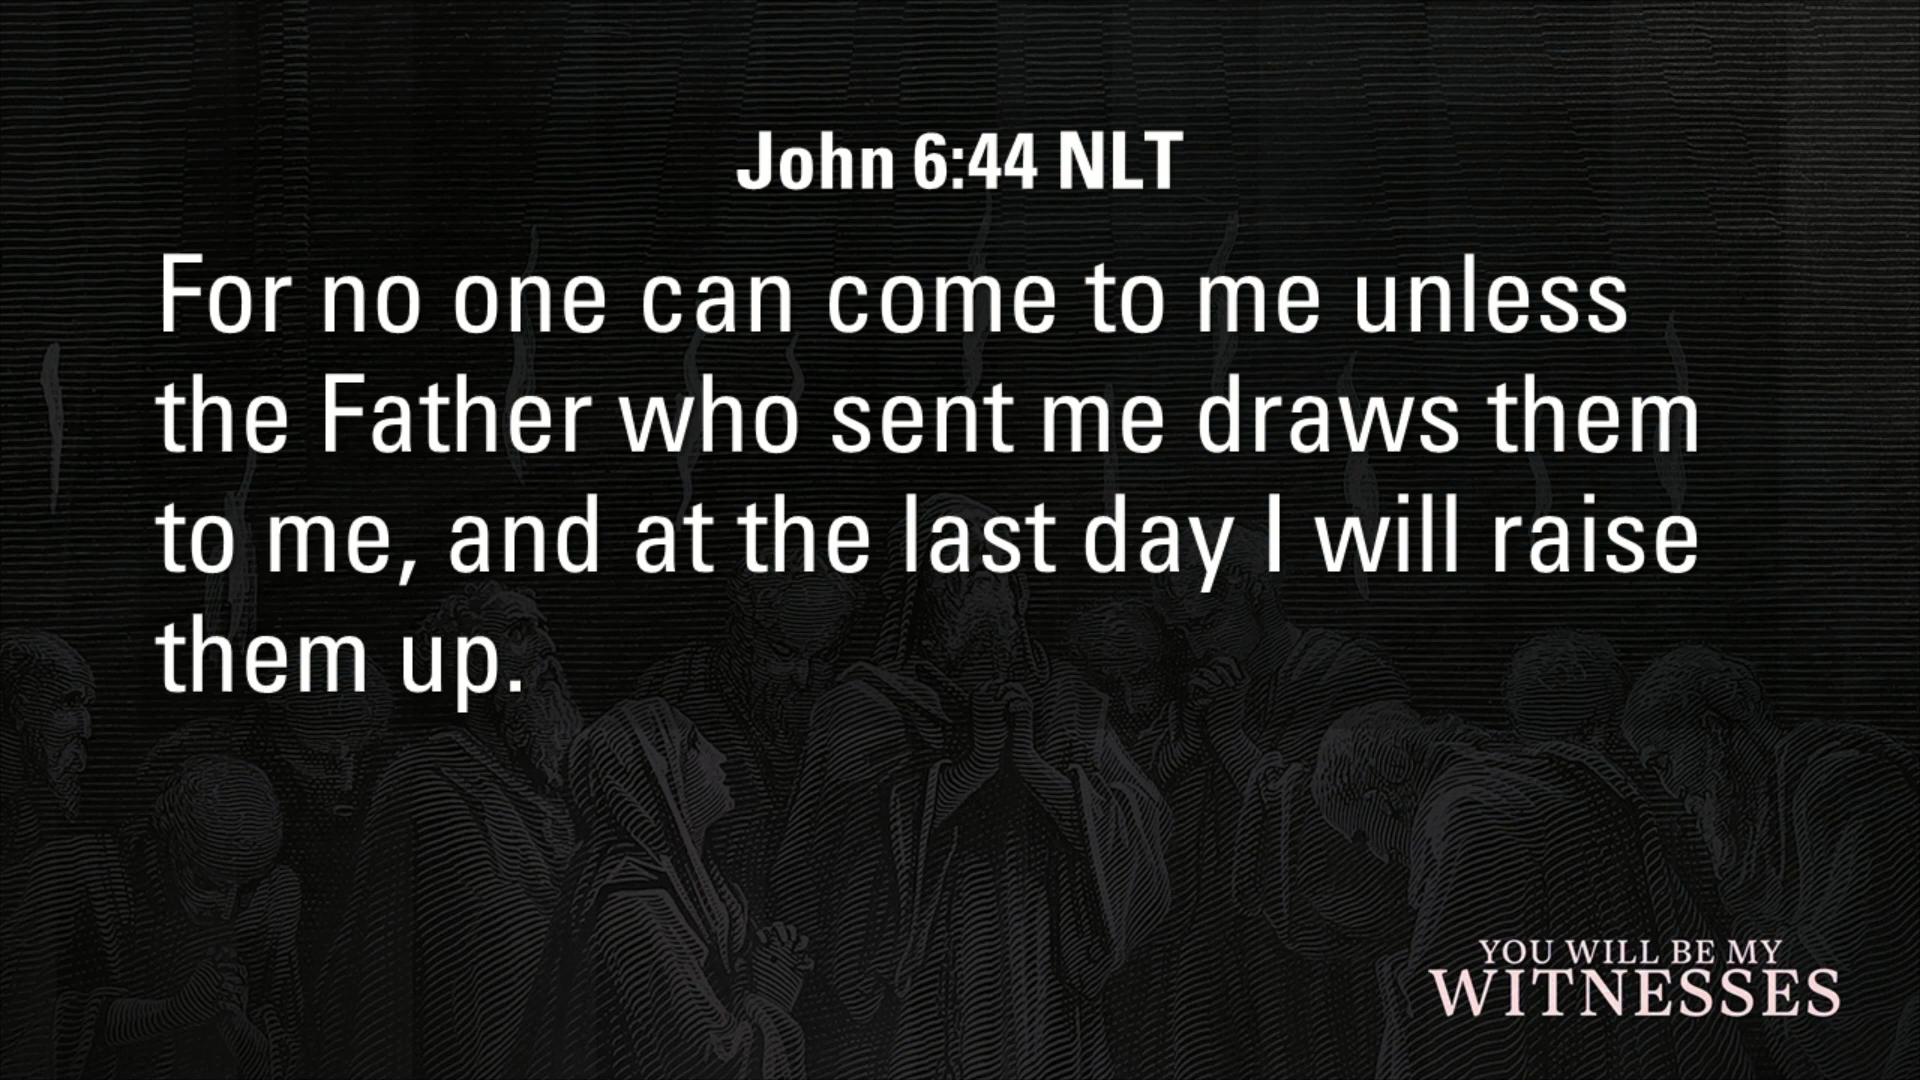 John 6:44 NLT
For no one can come to me unless
the Father who sent me draws them
to me, and at the last day I will raise
them up.
YOU WILL BE MY
WITNESSES